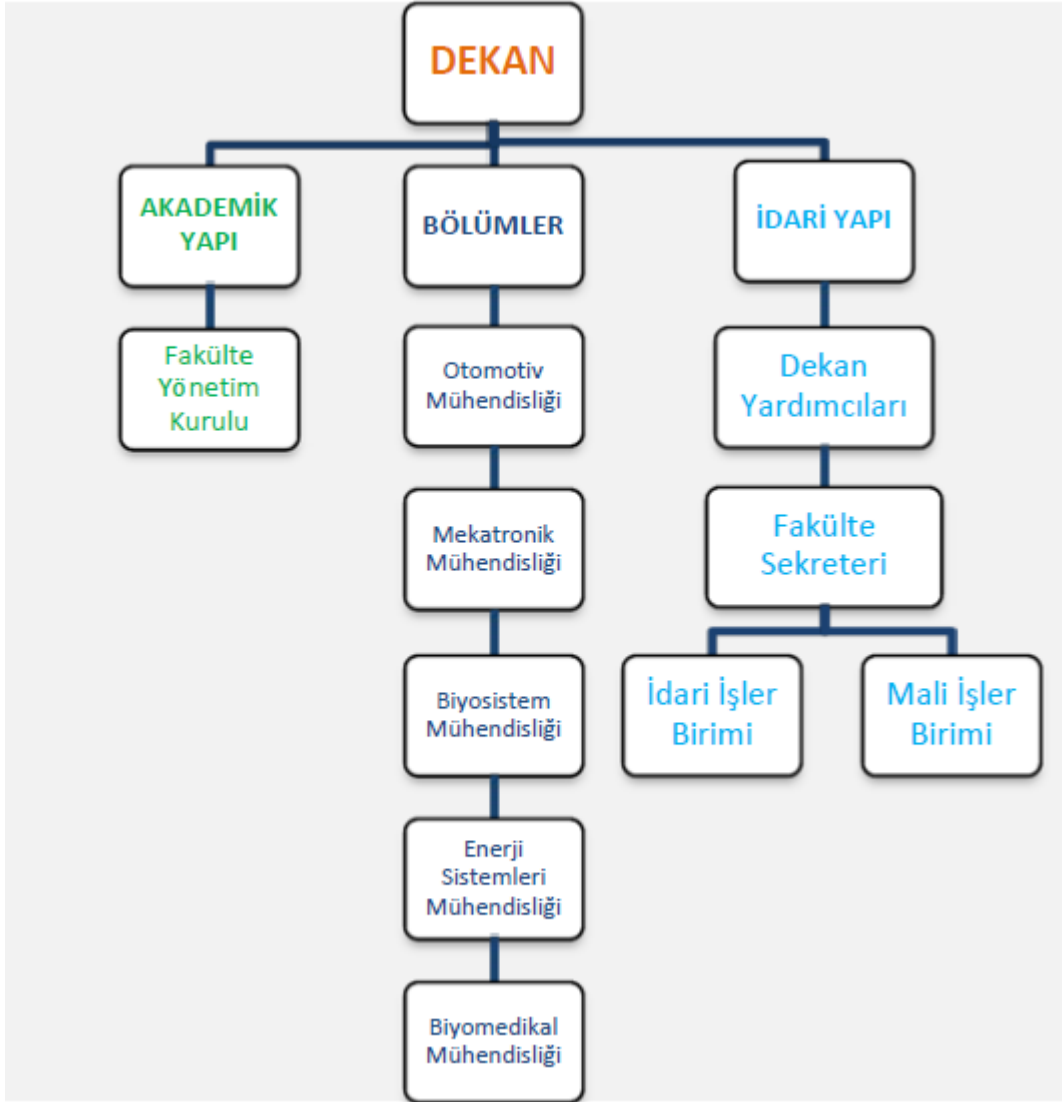 DEKAN
AKADEMİK
YAPI
BÖLÜMLER
İDARİ YAPI
Fakülte
Yönetim
Kurulu
Otomotiv
Mühendisliği
Dekan
Yardımcıları
Mekatronik
Mühendisliği
Fakülte
Sekreteri
Biyosistem
Mühendisliği
İdari İşler
Birimi
Mali İşler
Birimi
Enerji
Sistemleri
Mühendisliği
Biyomedikal
Mühendisliği